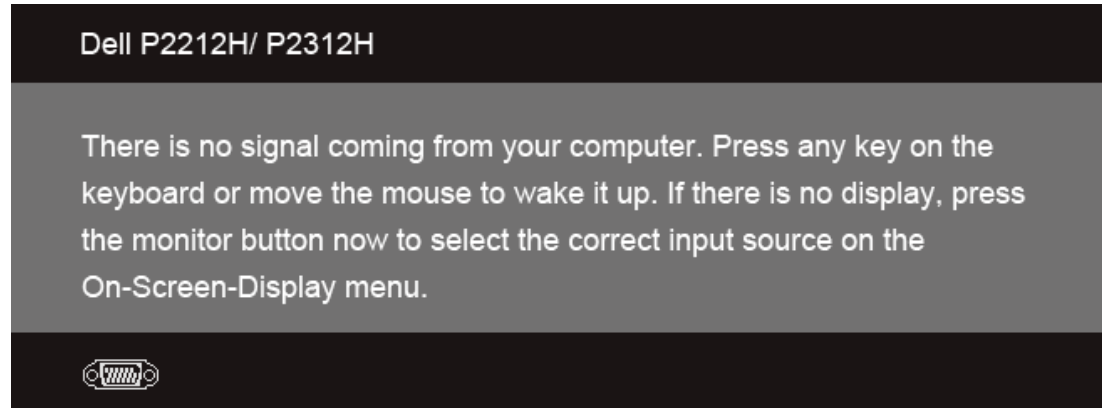 Dell P2212H/ P2312H
There is no signal coming from your computer. Press any key on the
keyboard or move the mouse to wake it up. If there is no display, press
the monitor button now to select the correct input source on the
On-Screen-Display menu.